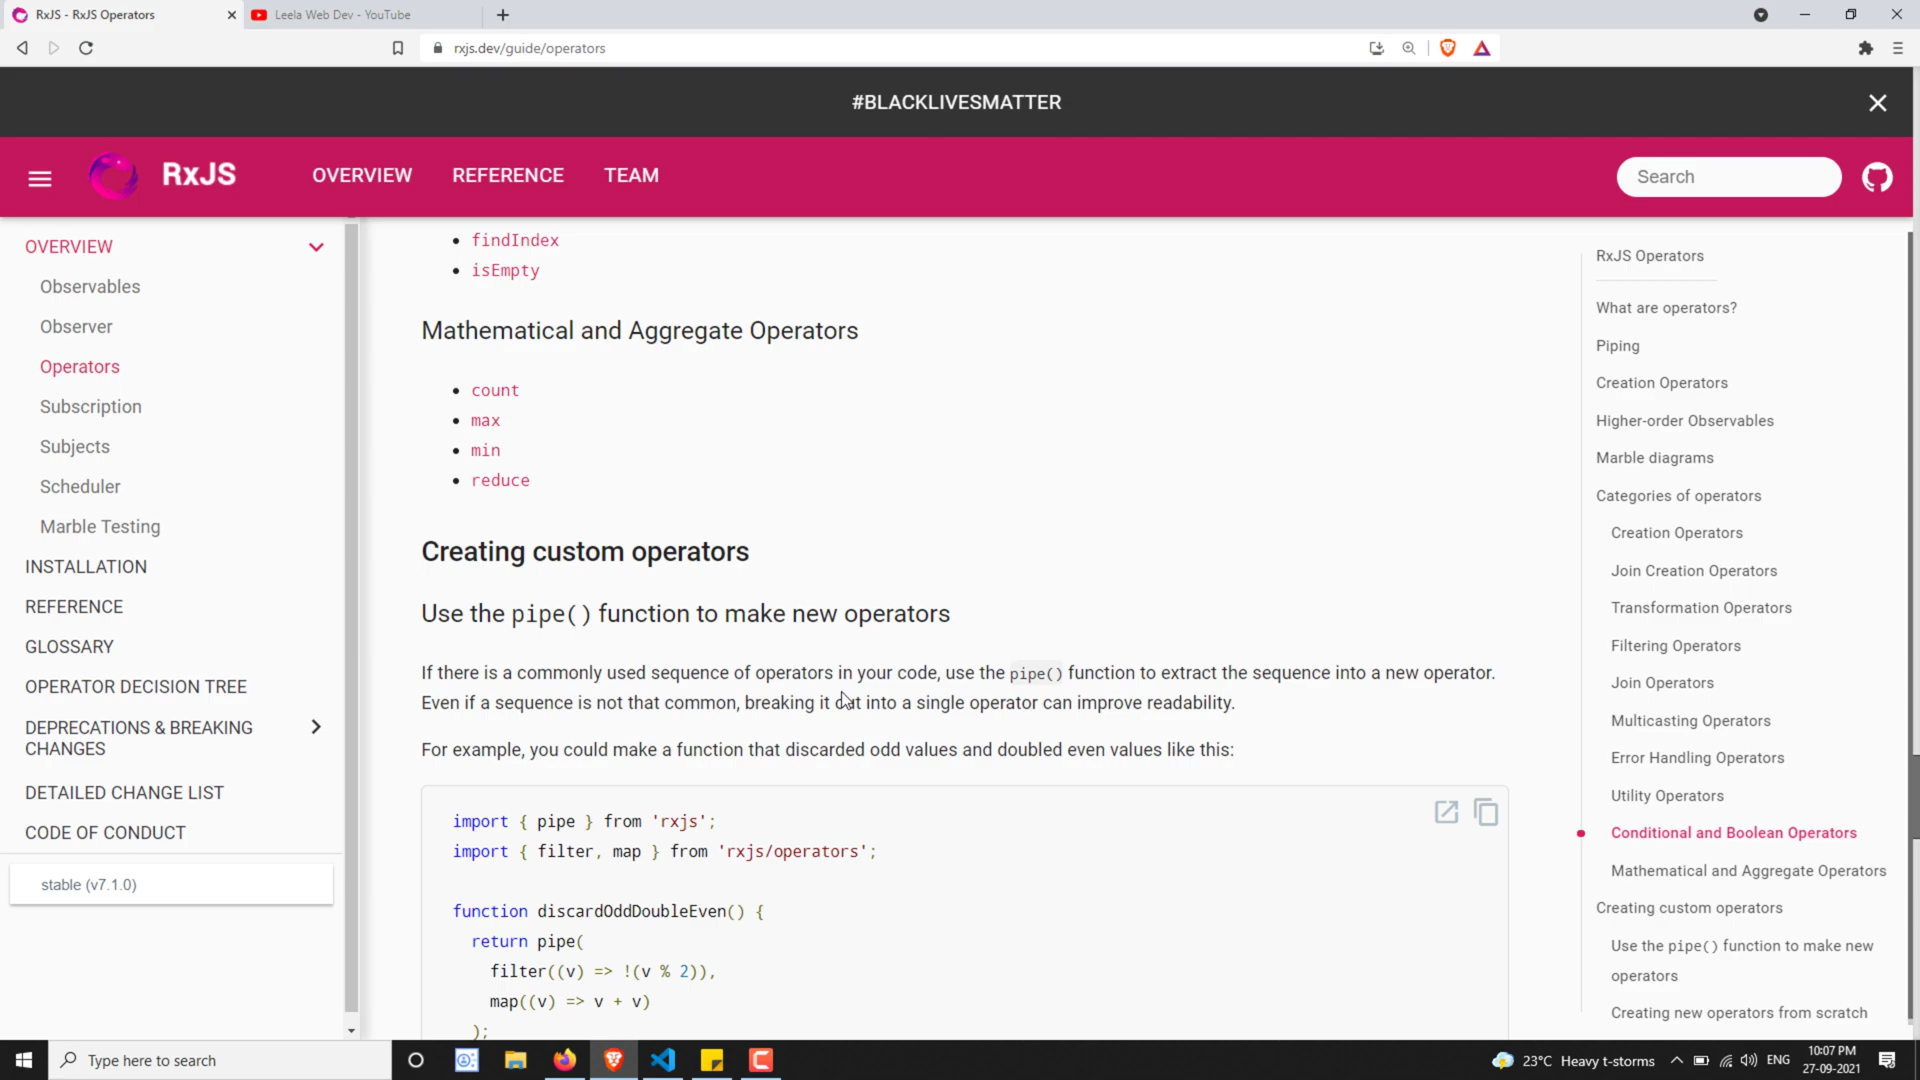 RxJS - RxJS Operators
Leela Web Dev - YouTube
rxjs.dev/guide/operators
#BLACKLIVESMATTER
RxJS
OVERVIEW
REFERENCE
TEAM
Search
OVERVIEW
Observables
Observer
Operators
Subscription
Subjects
Scheduler
Marble Testing
INSTALLATION
REFERENCE
GLOSSARY
OPERATOR DECISION TREE
DEPRECATIONS & BREAKING
CHANGES
DETAILED CHANGE LIST
CODE OF CONDUCT
stable (v7.1.0)
findIndex
isEmpty
Mathematical and Aggregate Operators
count
max
min
reduce
Creating custom operators
Use the pipe() function to make new operators
If there is a commonly used sequence of operators in your code, use the pipe() function to extract the sequence into a new operator.
Even if a sequence is not that common, breaking it out into a single operator can improve readability.
For example, you could make a function that discarded odd values and doubled even values like this:
import { pipe } from 'rxjs';
import { filter, map } from 'rxjs/operators';
function discardOddDoubleEven() {
return pipe(
filter((v) => !(v % 2)),
map((v) => v + v)
);
RxJS Operators
What are operators?
Piping
Creation Operators
Higher-order Observables
Marble diagrams
Categories of operators
Creation Operators
Join Creation Operators
Transformation Operators
Filtering Operators
Join Operators
Multicasting Operators
Error Handling Operators
Utility Operators
Conditional and Boolean Operators
Mathematical and Aggregate Operators
Creating custom operators
Use the pipe() function to make new
operators
Creating new operators from scratch
Type here to search
23°C Heavy t-storms
ENG
10:07 PM
27-09-2021